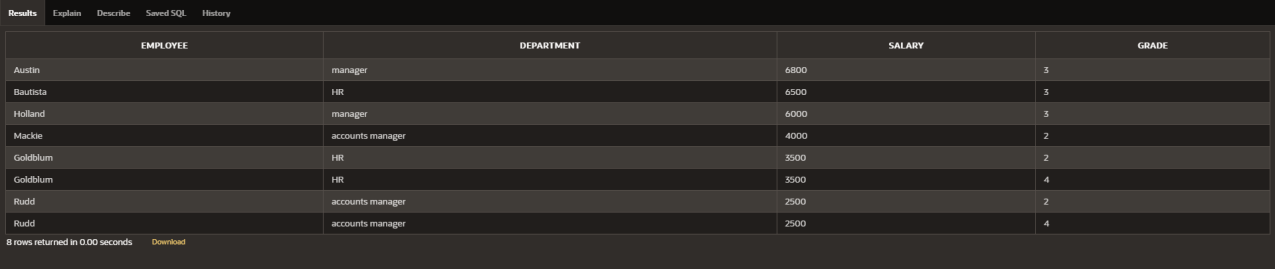 Results Explain Describe Saved SQL History
EMPLOYEE DEPARTMENT SALARY GRADE
Austin manager 6800 3
Bautista HR 6500 3
Holland manager 6000 3
Mackie accounts manager 4000 2
Goldblum HR 3500 2
Goldblum HR 3500 4
Rudd accounts manager 2500 2
Rudd accounts manager 2500 4
8 rows returned in 0.00 seconds Download